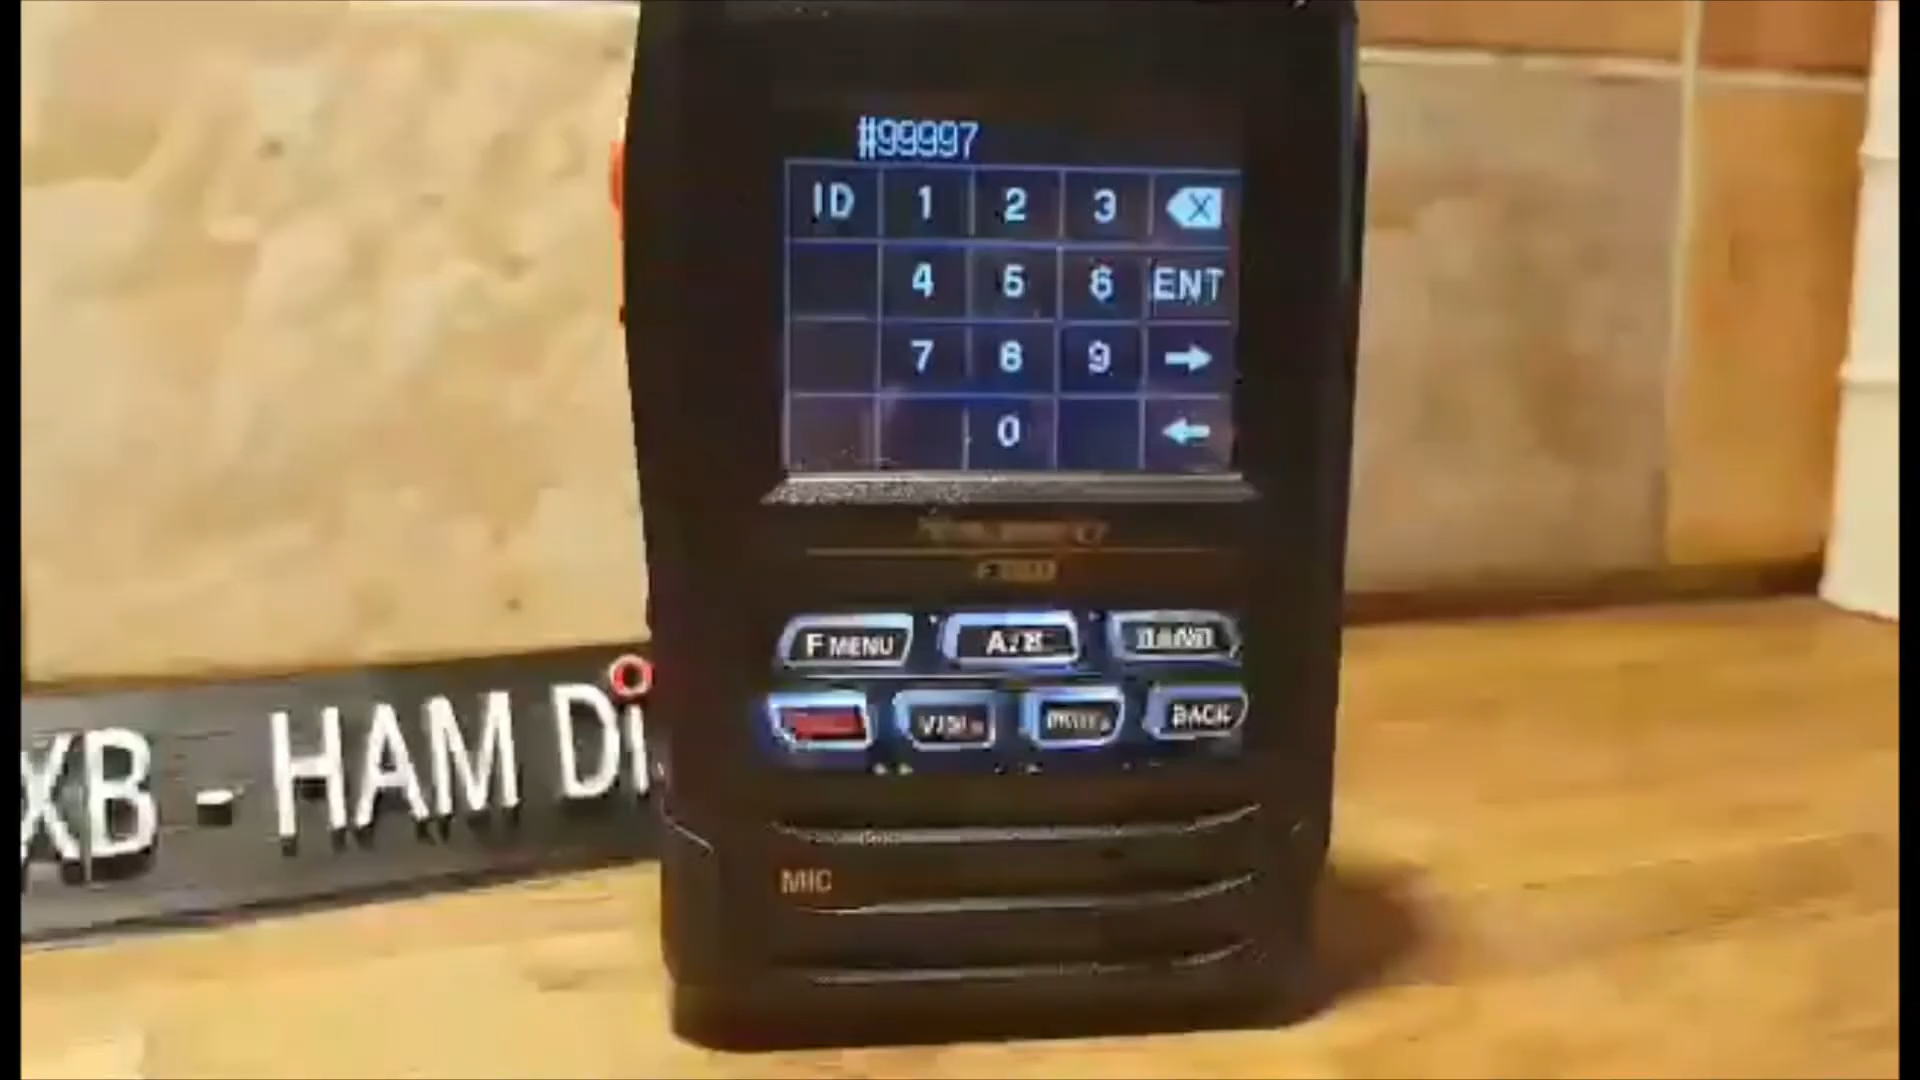 #99997
ID 1 2 3 X
4 5 6 ENT
7 8 9 →
0 ←
F MENU
BACK
XB - HAM Di
MIC